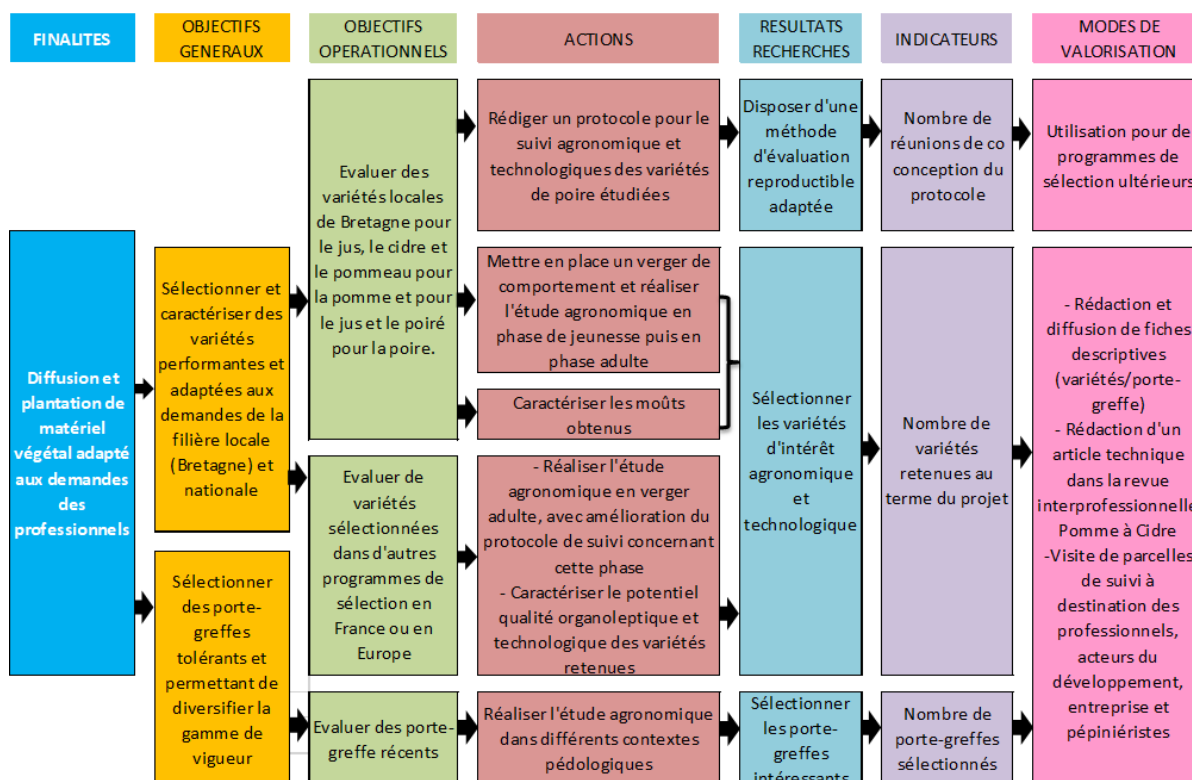 FINALITES
OBJECTIFS
GENERAUX
OBJECTIFS
OPERATIONNELS
ACTIONS
RESULTATS
RECHERCHES
INDICATEURS
MODES DE
VALORISATION
Diffusion et
plantation de
matériel
végétal adapté
aux demandes
des
professionnels
Sélectionner et
caractériser des
variétés
performantes et
adaptées aux
demandes de la
filière locale
(Bretagne) et
nationale
Sélectionner
des porte-
greffes
tolérants et
permettant de
diversifier la
gamme de
vigueur
Evaluer des
variétés locales
de Bretagne pour
le jus, le cidre et
le pommeau pour
la pomme et pour
le jus et le poiré
pour la poire.
Evaluer de
variétés
sélectionnées
dans d'autres
programmes de
sélection en
France ou en
Europe
Evaluer des porte-
greffe récents
Rédiger un protocole pour le
suivi agronomique et
technologiques des variétés
de poire étudiées
Mettre en place un verger de
comportement et réaliser
l'étude agronomique en
phase de jeunesse puis en
phase adulte
Caractériser les moûts
obtenus
- Réaliser l'étude
agronomique en verger
adulte, avec amélioration du
protocole de suivi concernant
cette phase
- Caractériser le potentiel
qualité organoleptique et
technologique des variétés
retenues
Réaliser l'étude agronomique
dans différents contextes
pédologiques
Disposer d'une
méthode
d'évaluation
reproductible
adaptée
Sélectionner
les variétés
d'intérêt
agronomique
et
technologique
Sélectionner
les porte-
greffes
intéressants
Nombre de
réunions de co
conception du
protocole
Nombre de
variétés
retenues au
terme du projet
Nombre de
porte-greffes
sélectionnés
Utilisation pour de
programmes de
sélection ultérieurs
- Rédaction et
diffusion de fiches
descriptives
(variétés/porte-
greffe)
- Rédaction d'un
article technique
dans la revue
interprofessionnelle
Pomme à Cidre
-Visite de parcelles
de suivi à
destination des
professionnels,
acteurs du
développement,
entreprise et
pépiniéristes